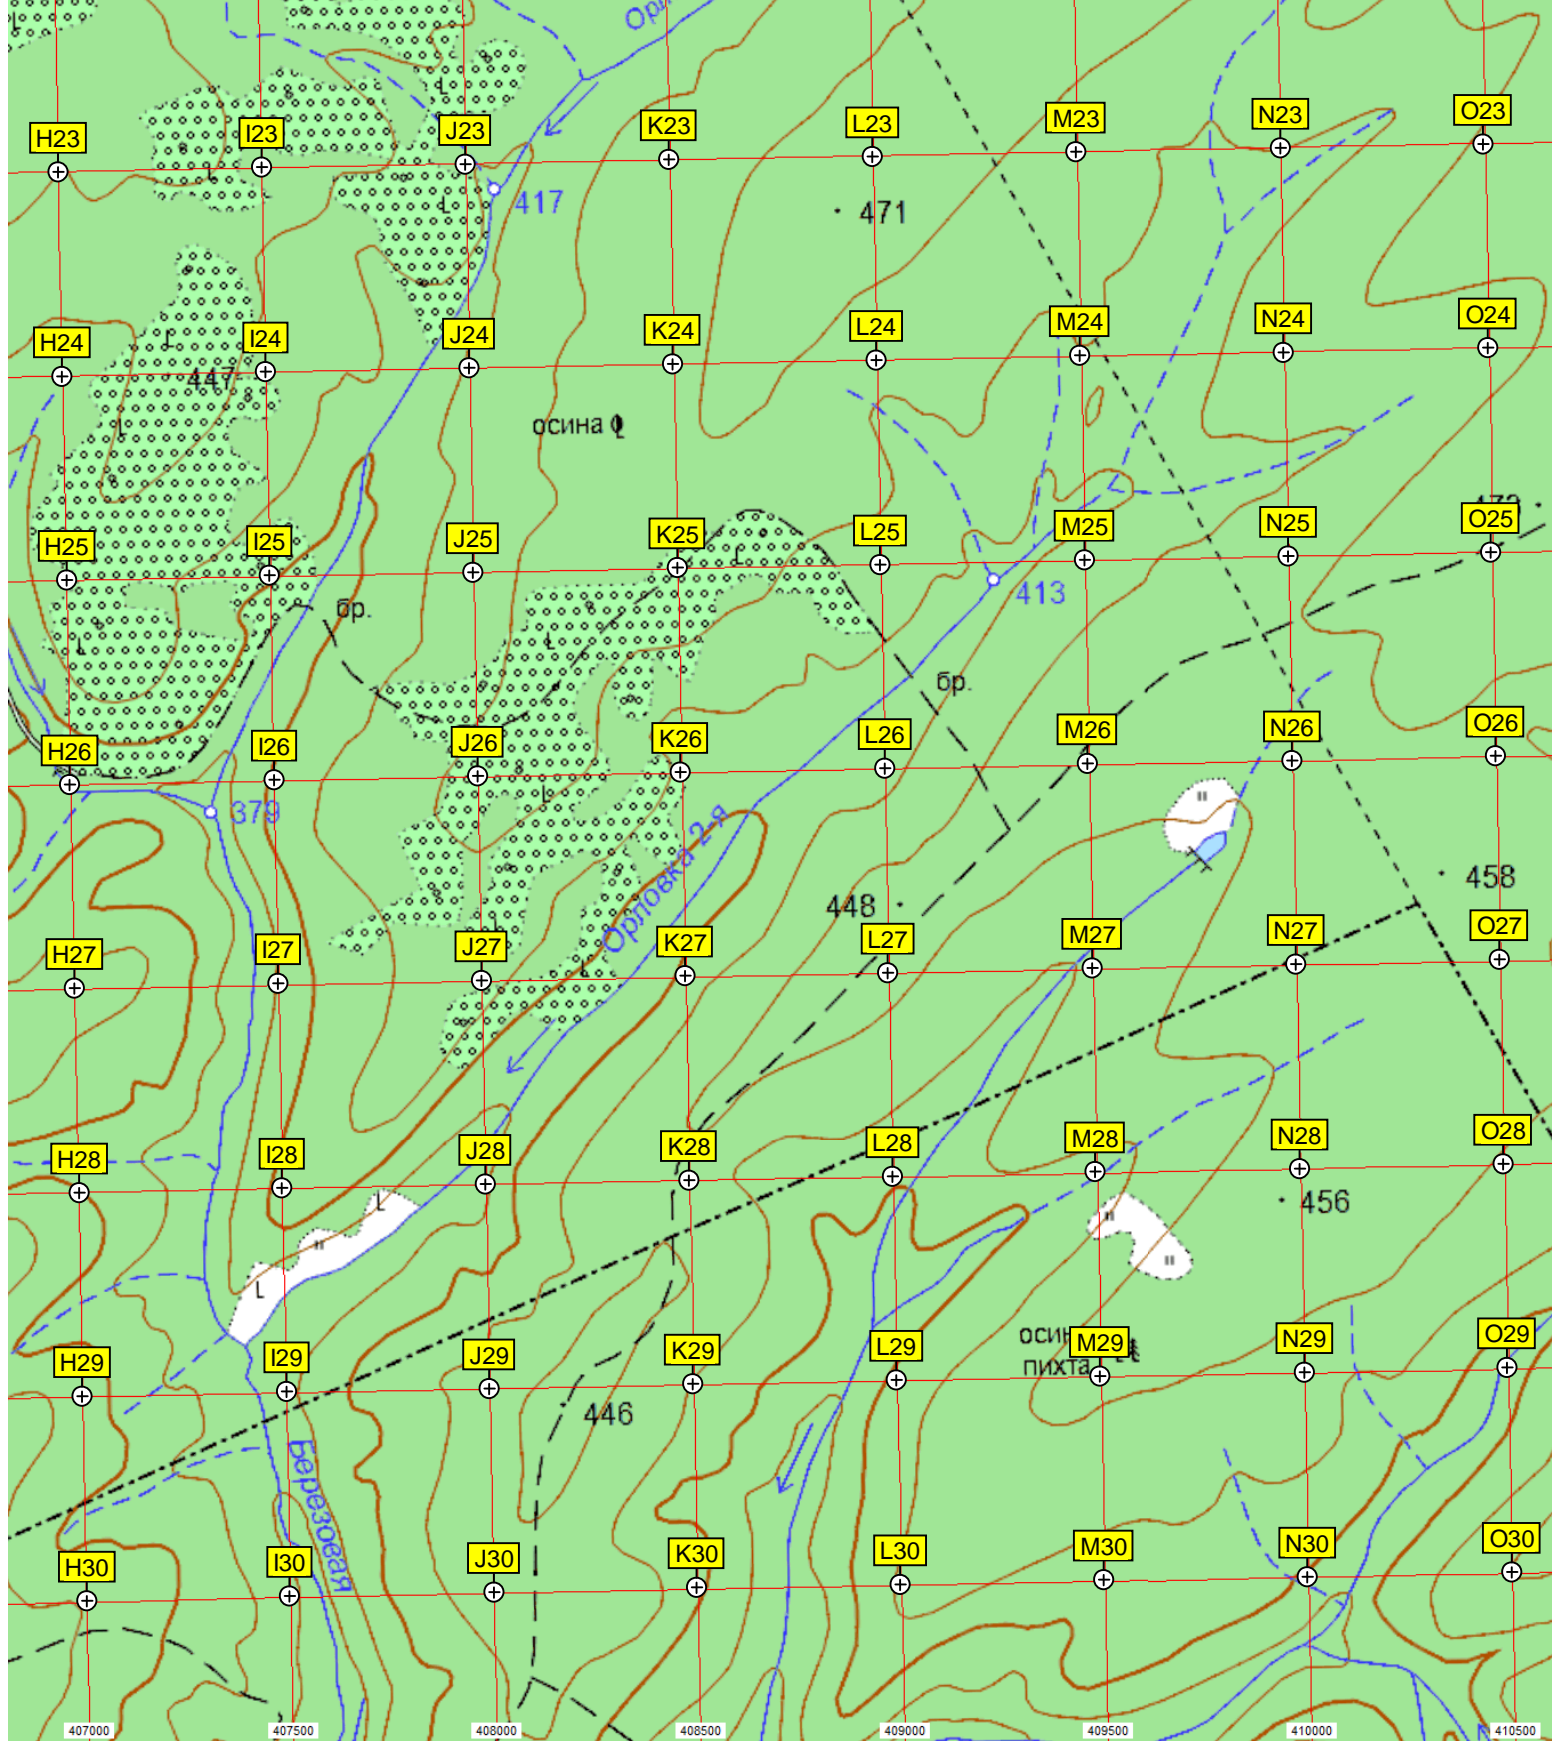 Орл
H23 I23 J23 K23 L23 M23 N23 O23
417
471
H24 I24 J24 K24 L24 M24 N24 O24
447
осина
H25 I25 J25 K25 L25 M25 N25 O25
413
бр.
бр.
H26 I26 J26 K26 L26 M26 N26 O26
379
Орловка 2-я
448
458
H27 I27 J27 K27 L27 M27 N27 O27
H28 I28 J28 K28 L28 M28 N28 O28
456
осин
пихта
H29 I29 J29 K29 L29 M29 N29 O29
446
Березовая
H30 I30 J30 K30 L30 M30 N30 O30
407000 407500 408000 408500 409000 409500 410000 410500